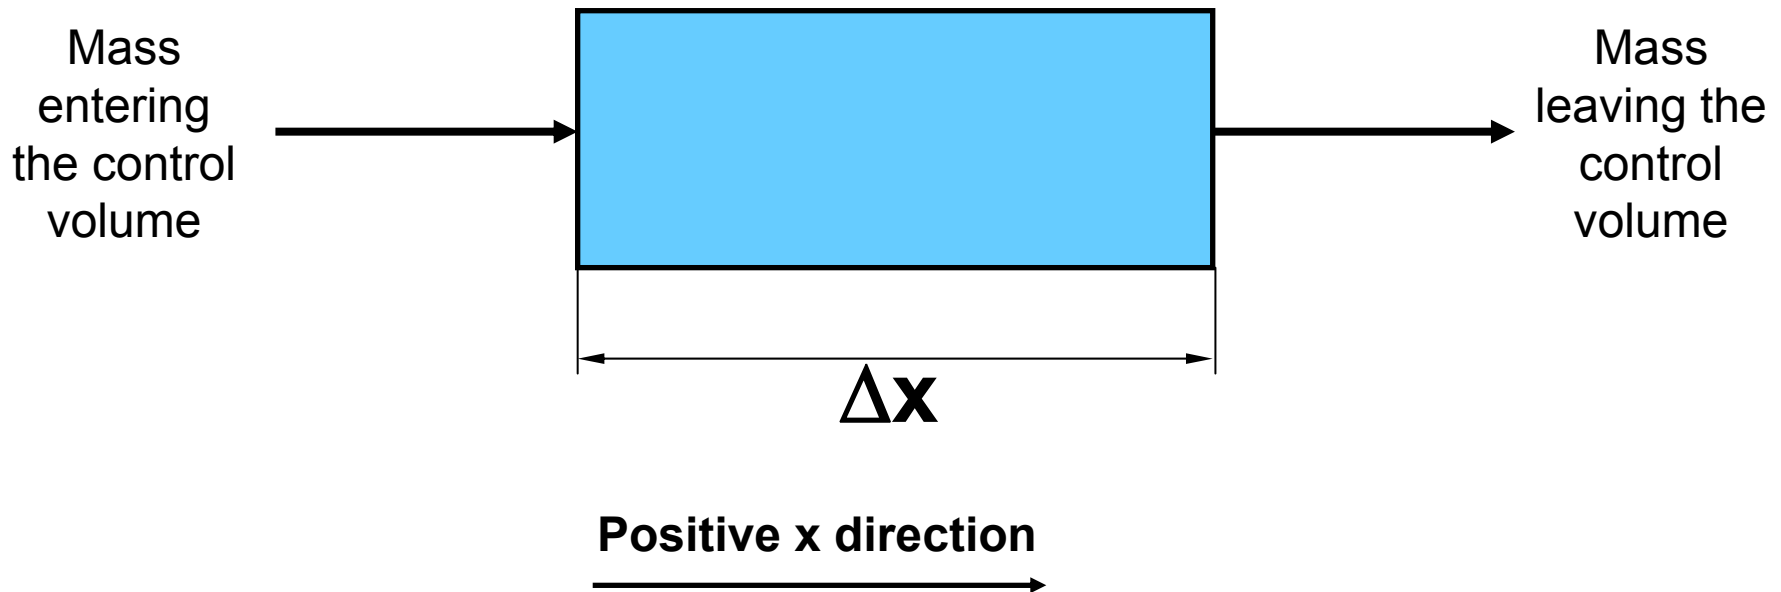 Mass
entering
the control
volume
Mass
leaving the
control
volume
Δx
Positive x direction